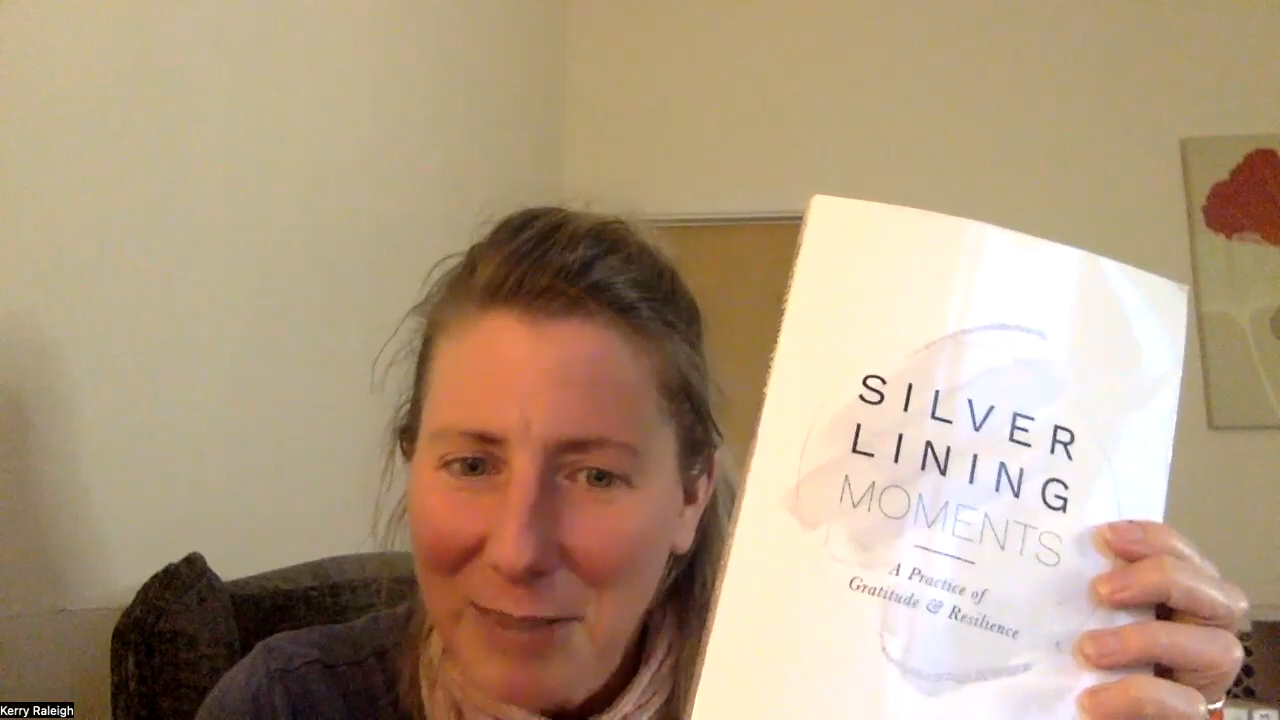 SILVER
LINING
MOMENTS
A Practice of
Gratitude & Resilience
Kerry Raleigh